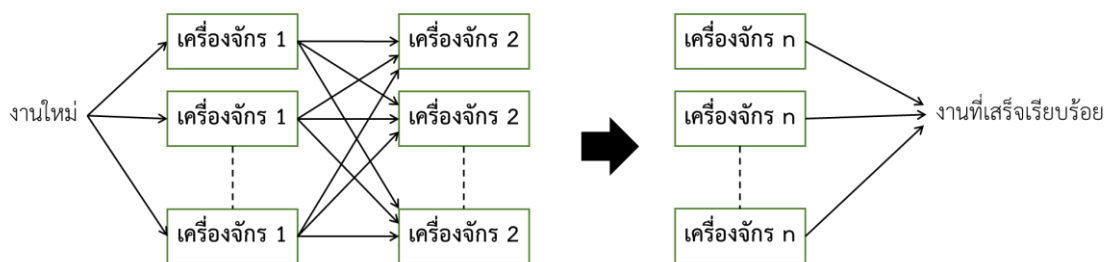 เครื่องจักร 1 เครื่องจักร 2 เครื่องจักร n
งานใหม่ เครื่องจักร 1 เครื่องจักร 2 เครื่องจักร n งานที่เสร็จเรียบร้อย
เครื่องจักร 1 เครื่องจักร 2 เครื่องจักร n